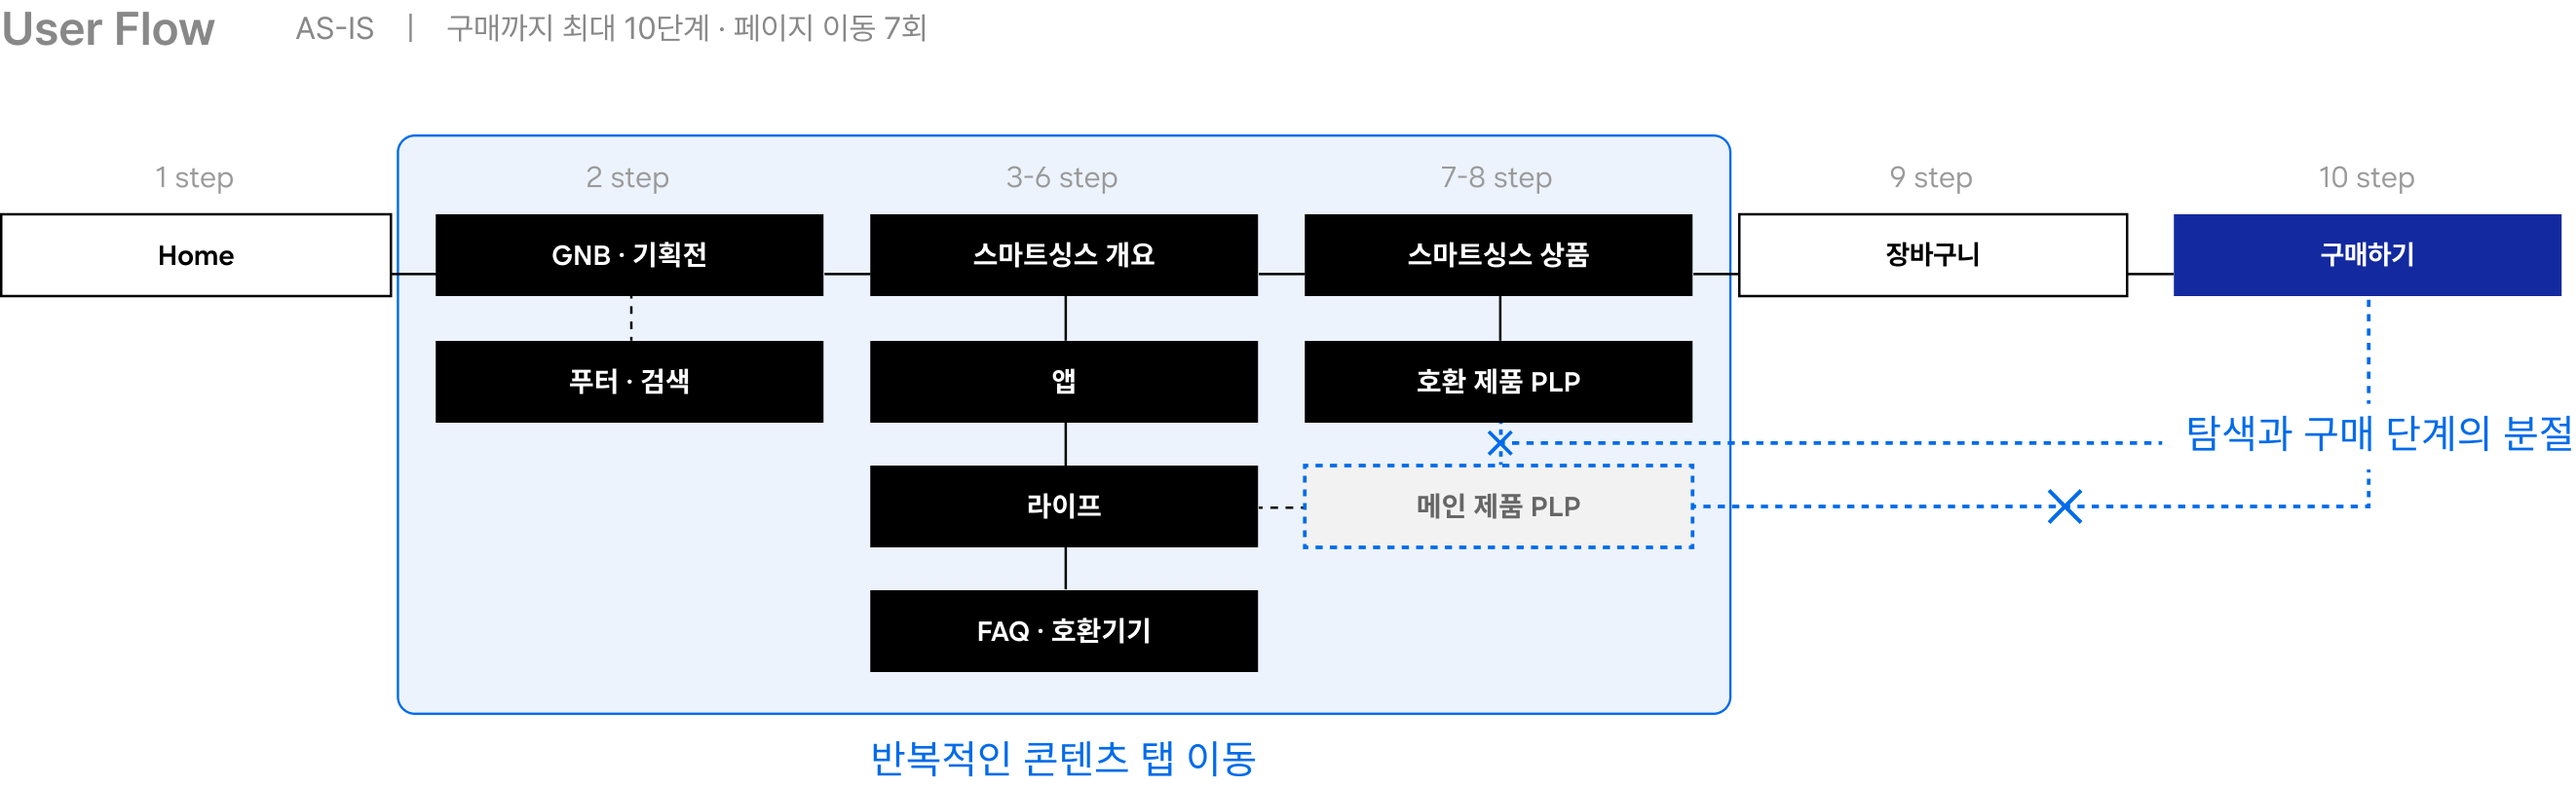 User Flow AS-IS | 구매까지 최대 10단계 · 페이지 이동 7회
1 step
2 step
3-6 step
7-8 step
9 step
10 step
Home
GNB · 기획전
스마트싱스 개요
스마트싱스 상품
장바구니
구매하기
푸터 · 검색
앱
호환 제품 PLP
탐색과 구매 단계의 분절
라이프
메인 제품 PLP
FAQ · 호환기기
반복적인 콘텐츠 탭 이동